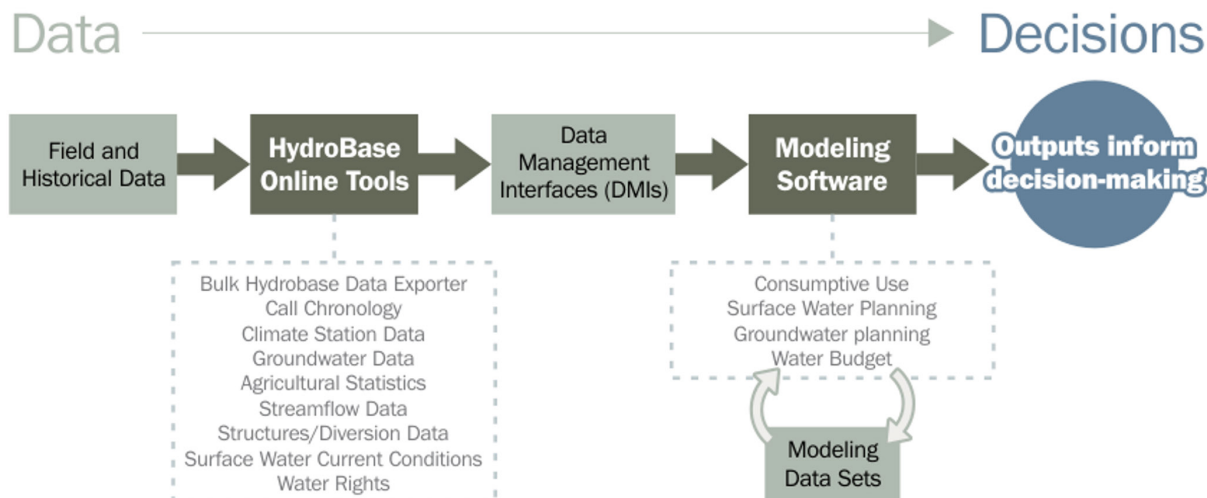 Data
Decisions
Field and
Historical Data
HydroBase
Online Tools
Data
Management
Interfaces (DMIs)
Modeling
Software
Outputs inform
decision-making
Bulk Hydrobase Data Exporter
Call Chronology
Climate Station Data
Groundwater Data
Agricultural Statistics
Streamflow Data
Structures/Diversion Data
Surface Water Current Conditions
Water Rights
Consumptive Use
Surface Water Planning
Groundwater planning
Water Budget
Modeling
Data Sets